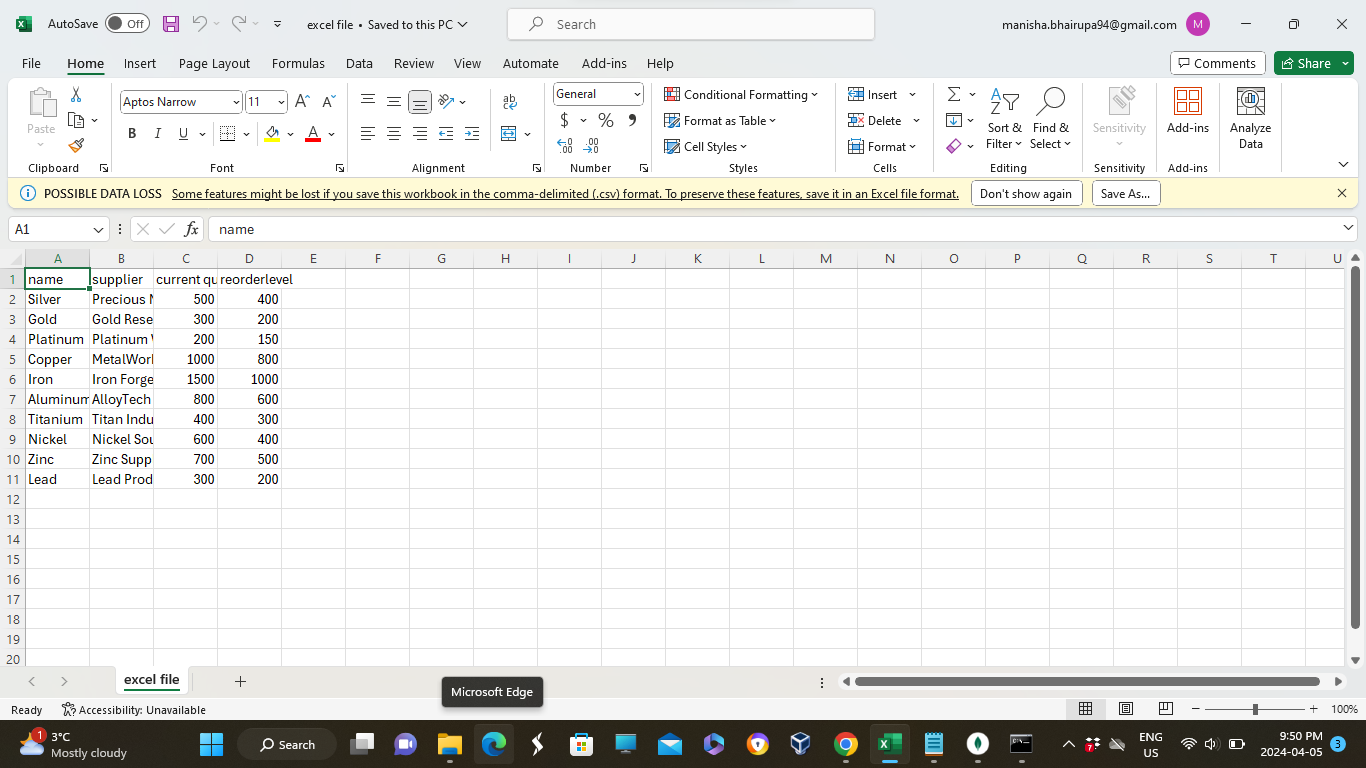 AutoSave Off excel file • Saved to this PC Search manisha.bhairupa94@gmail.com M
File Home Insert Page Layout Formulas Data Review View Automate Add-ins Help Comments Share
Paste Aptos Narrow 11 General Conditional Formatting Insert
$ % Format as Table Delete Sort & Filter Find & Select Sensitivity Add-ins Analyze Data
B I U A Cell Styles Format
Clipboard Font Alignment Number Styles Cells Editing Sensitivity Add-ins
POSSIBLE DATA LOSS Some features might be lost if you save this workbook in the comma-delimited (.csv) format. To preserve these features, save it in an Excel file format. Don't show again Save As...
A1 fx name
A B C D E F G H I J K L M N O P Q R S T U
1 name supplier current qu reorderlevel
2 Silver Precious 500 400
3 Gold Gold Rese 300 200
4 Platinum Platinum 200 150
5 Copper MetalWorl 1000 800
6 Iron Iron Forge 1500 1000
7 Aluminum AlloyTech 800 600
8 Titanium Titan Indu 400 300
9 Nickel Nickel Sou 600 400
10 Zinc Zinc Supp 700 500
11 Lead Lead Prod 300 200
12
13
14
15
16
17
18
19
20
excel file
Microsoft Edge
Ready Accessibility: Unavailable 100%
1 3°C Mostly cloudy Search ENG US 9:50 PM 2024-04-05 3